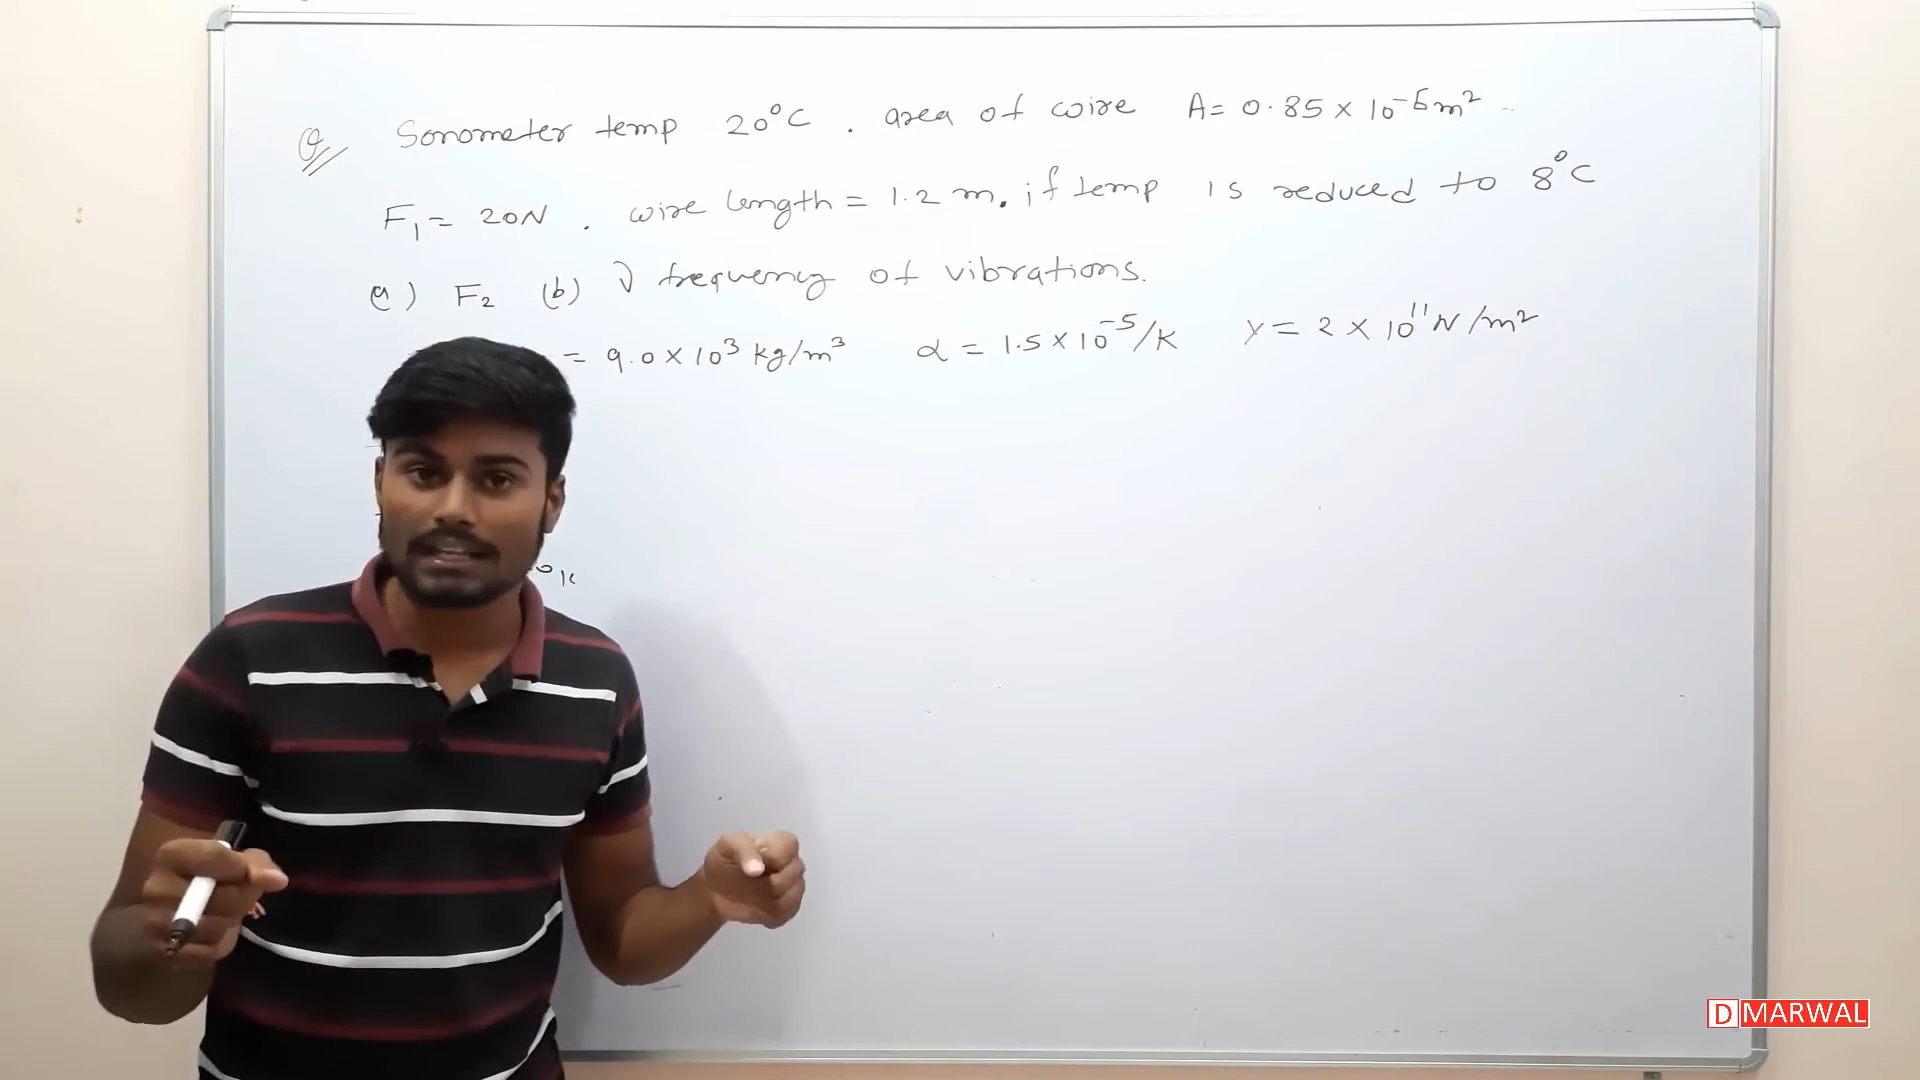 Q Sonometer temp 20°C . area of wire A = 0.85 × 10⁻⁶ m² ..
F₁ = 20N . wire length = 1.2 m. if temp is reduced to 8°C
(a) F₂ (b) ν frequency of vibrations.
= 9.0 × 10³ kg/m³ α = 1.5 × 10⁻⁵/K Y = 2 × 10¹¹ N/m²
D MARWAL